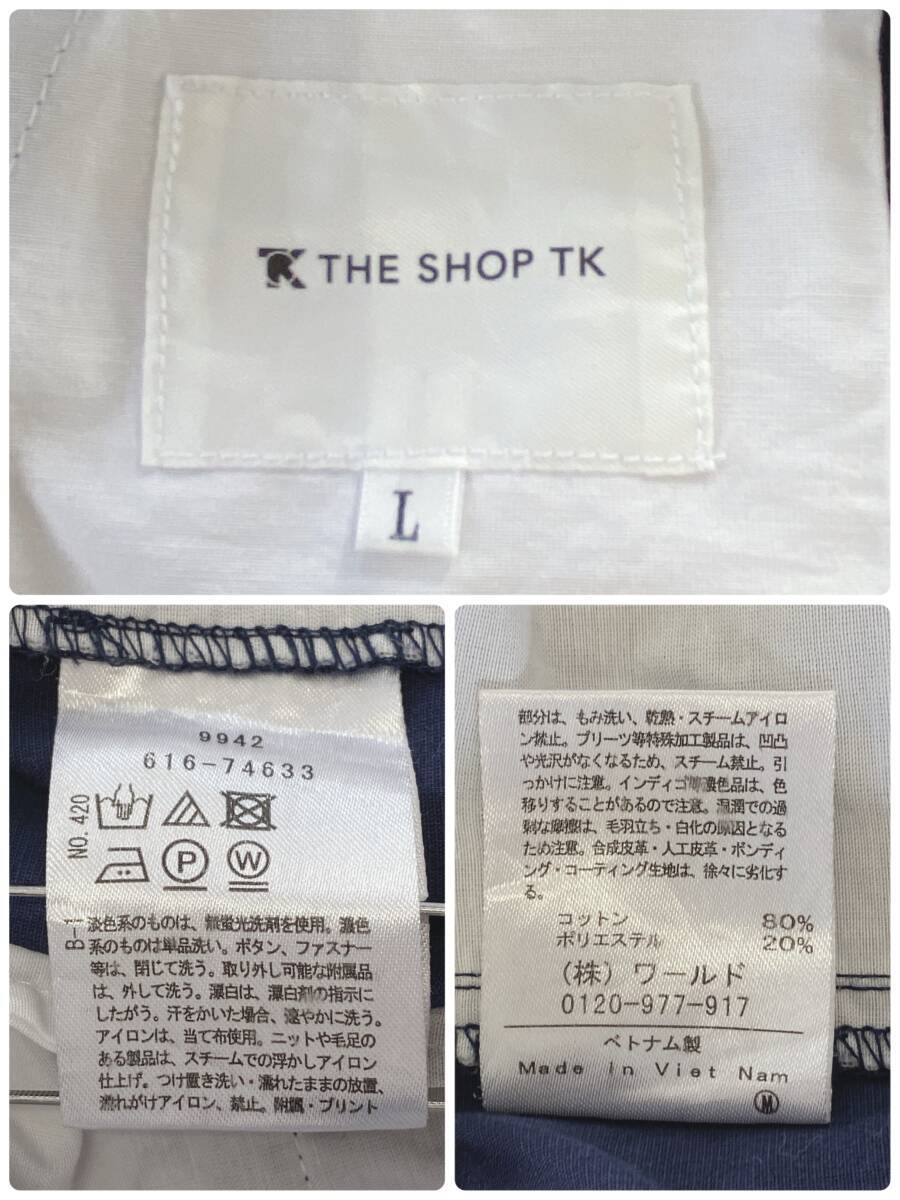 TK THE SHOP TK
L
9942
616-74633
NO. 420
B-1
P W
淡色系のものは、無蛍光洗剤を使用。濃色
系のものは単品洗い。ボタン、ファスナー
等は、閉じて洗う。取り外し可能な附属品
は、外して洗う。漂白は、漂白剤の指示に
したがう。汗をかいた場合、速やかに洗う。
アイロンは、当て布使用。ニットや毛足の
ある製品は、スチームでの浮かしアイロン
仕上げ。つけ置き洗い・濡れたままの放置、
濡れがけアイロン、禁止。附属・プリント
部分は、もみ洗い、乾熱・スチームアイロ
ン禁止。プリーツ等特殊加工製品は、凹凸
や光沢がなくなるため、スチーム禁止。引
っかけに注意。インディゴ等濃色品は、色
移りすることがあるので注意。湿潤での過
剰な摩擦は、毛羽立ち・白化の原因となる
ため注意。合成皮革・人工皮革・ボンディ
ング・コーティング生地は、徐々に劣化す
る。
コットン 80%
ポリエステル 20%
(株) ワールド
0120-977-917
ベトナム製
Made in Viet Nam
M